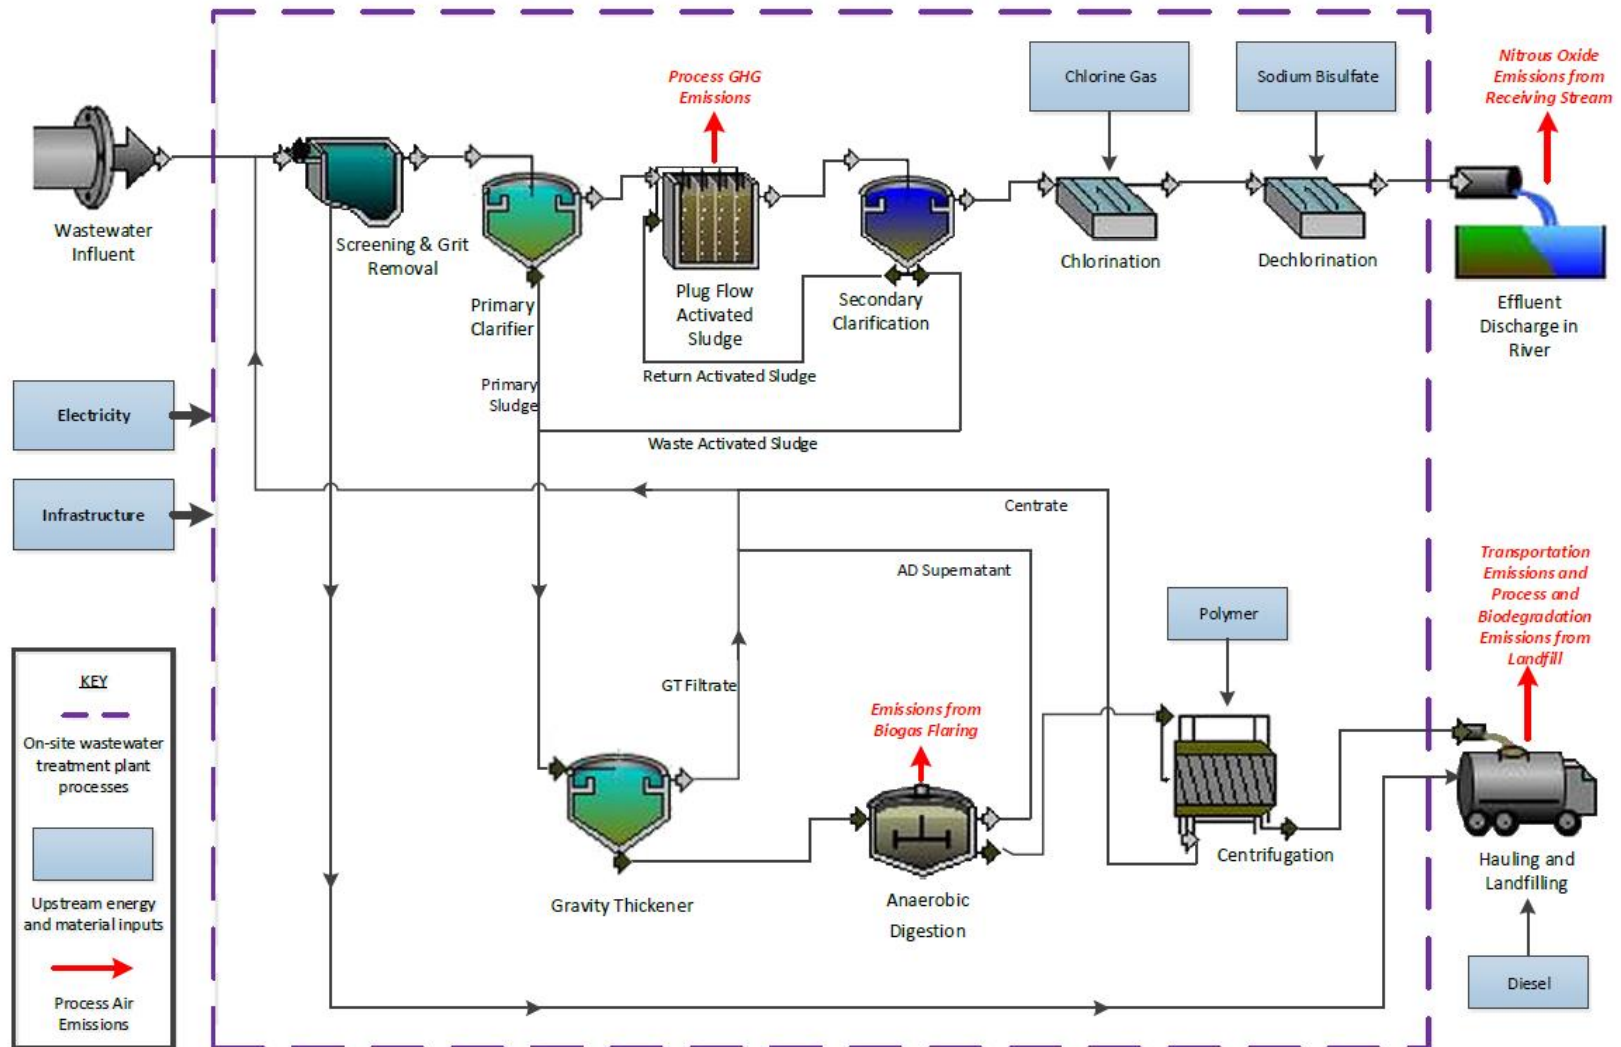 Process GHG
Emissions
Chlorine Gas
Sodium Bisulfate
Nitrous Oxide
Emissions from
Receiving Stream
Wastewater
Influent
Screening & Grit
Removal
Primary
Clarifier
Plug Flow
Activated
Sludge
Secondary
Clarification
Chlorination
Dechlorination
Effluent
Discharge in
River
Return Activated Sludge
Primary
Sludge
Waste Activated Sludge
Electricity
Infrastructure
Centrate
AD Supernatant
GT Filtrate
Polymer
Transportation
Emissions and
Process and
Biodegradation
Emissions from
Landfill
Emissions from
Biogas Flaring
Gravity Thickener
Anaerobic
Digestion
Centrifugation
Hauling and
Landfilling
Diesel
KEY
On-site wastewater
treatment plant
processes
Upstream energy
and material inputs
Process Air
Emissions